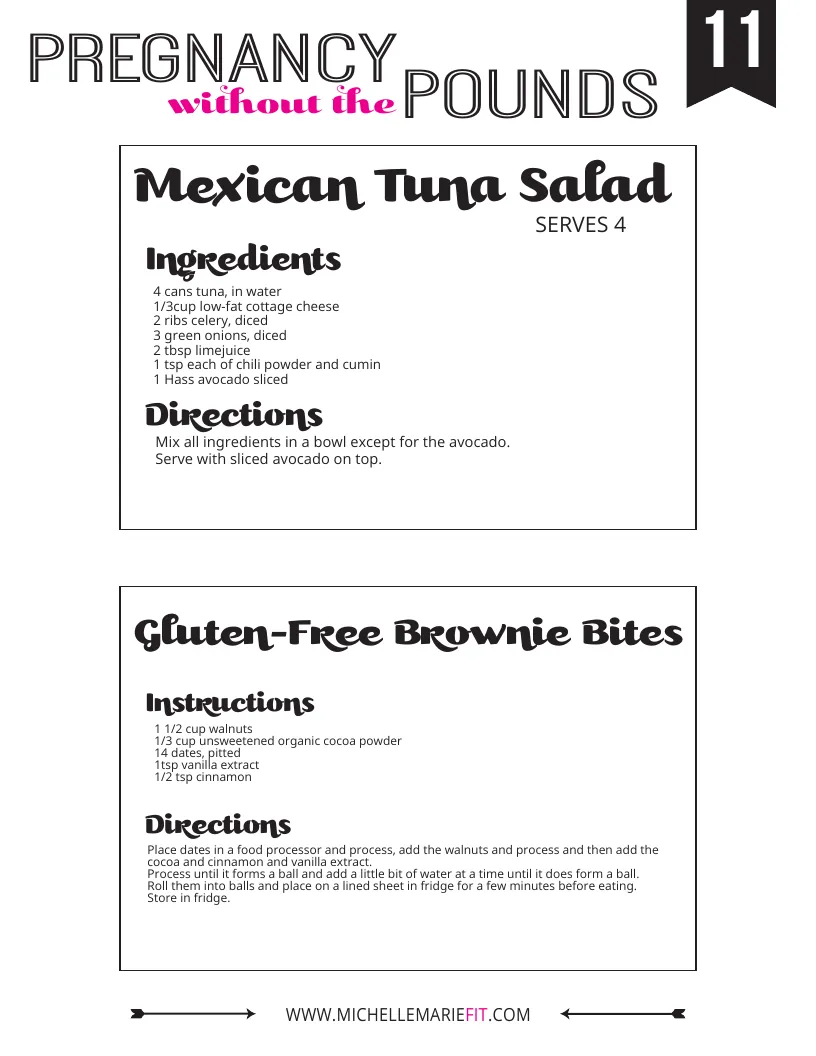 PREGNANCY
without the POUNDS
11
Mexican Tuna Salad
SERVES 4
Ingredients
4 cans tuna, in water
1/3cup low-fat cottage cheese
2 ribs celery, diced
3 green onions, diced
2 tbsp limejuice
1 tsp each of chili powder and cumin
1 Hass avocado sliced
Directions
Mix all ingredients in a bowl except for the avocado.
Serve with sliced avocado on top.
Gluten-Free Brownie Bites
Instructions
1 1/2 cup walnuts
1/3 cup unsweetened organic cocoa powder
14 dates, pitted
1tsp vanilla extract
1/2 tsp cinnamon
Directions
Place dates in a food processor and process, add the walnuts and process and then add the
cocoa and cinnamon and vanilla extract.
Process until it forms a ball and add a little bit of water at a time until it does form a ball.
Roll them into balls and place on a lined sheet in fridge for a few minutes before eating.
Store in fridge.
WWW.MICHELLEMARIEFIT.COM